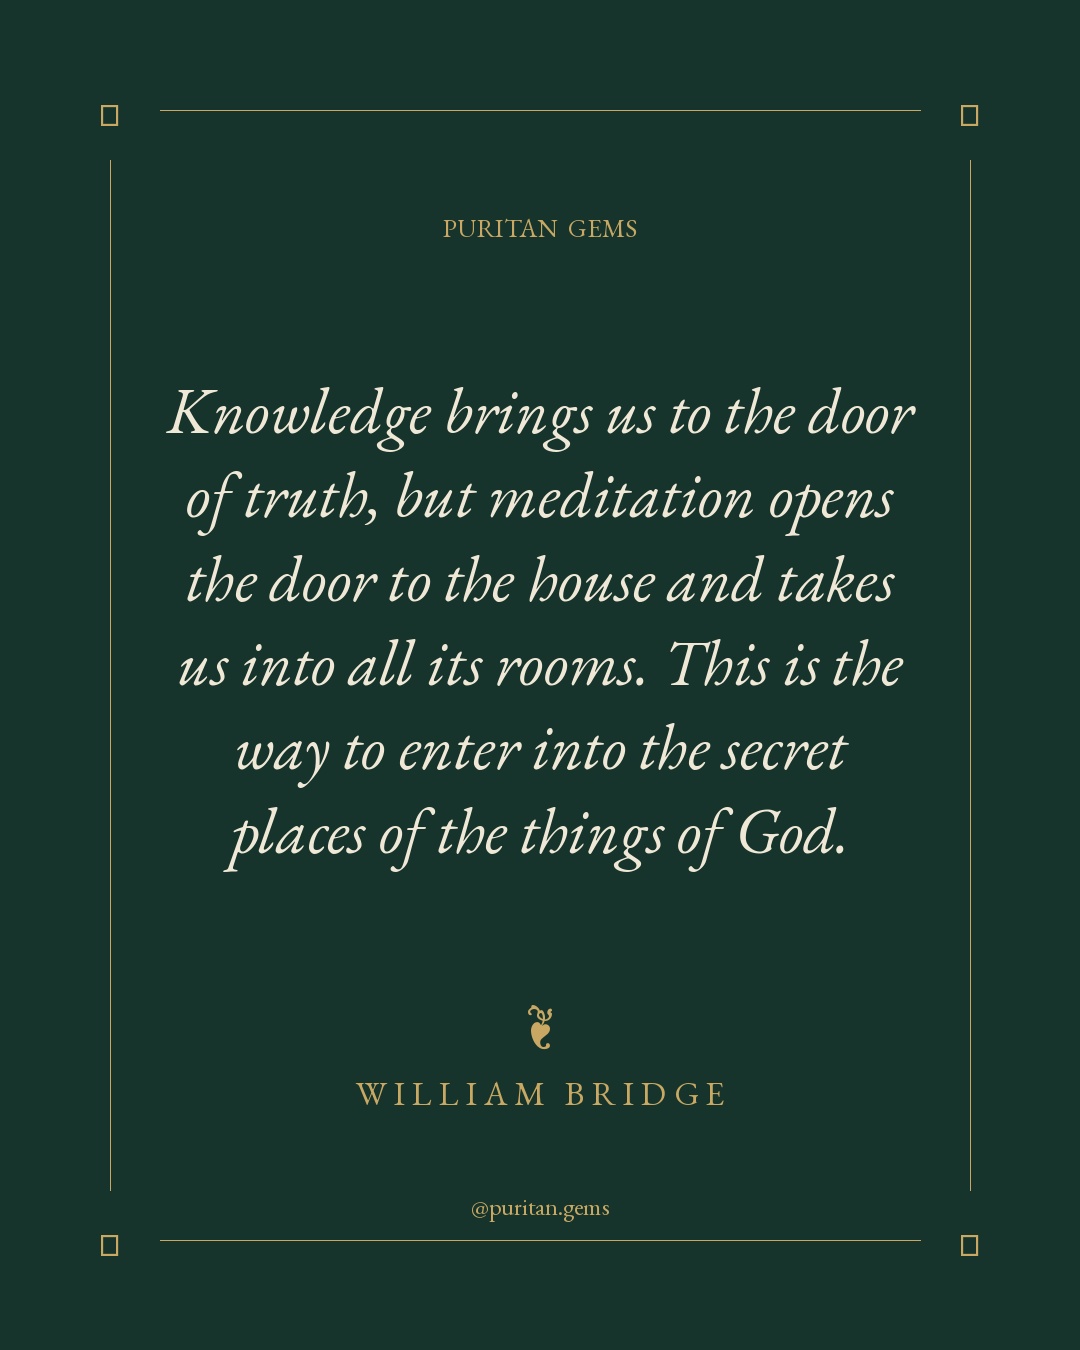 PURITAN GEMS
Knowledge brings us to the door
of truth, but meditation opens
the door to the house and takes
us into all its rooms. This is the
way to enter into the secret
places of the things of God.
❦
WILLIAM BRIDGE
@puritan.gems